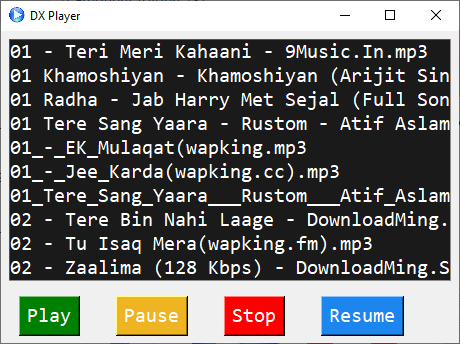 DX Player
01 - Teri Meri Kahaani - 9Music.In.mp3
01 Khamoshiyan - Khamoshiyan (Arijit Sin
01 Radha - Jab Harry Met Sejal (Full Son
01 Tere Sang Yaara - Rustom - Atif Aslam
01_-_EK_Mulaqat(wapking.mp3
01_-_Jee_Karda(wapking.cc).mp3
01_Tere_Sang_Yaara___Rustom___Atif_Aslam
02 - Tere Bin Nahi Laage - DownloadMing.
02 - Tu Isaq Mera(wapking.fm).mp3
02 - Zaalima (128 Kbps) - DownloadMing.S
Play Pause Stop Resume